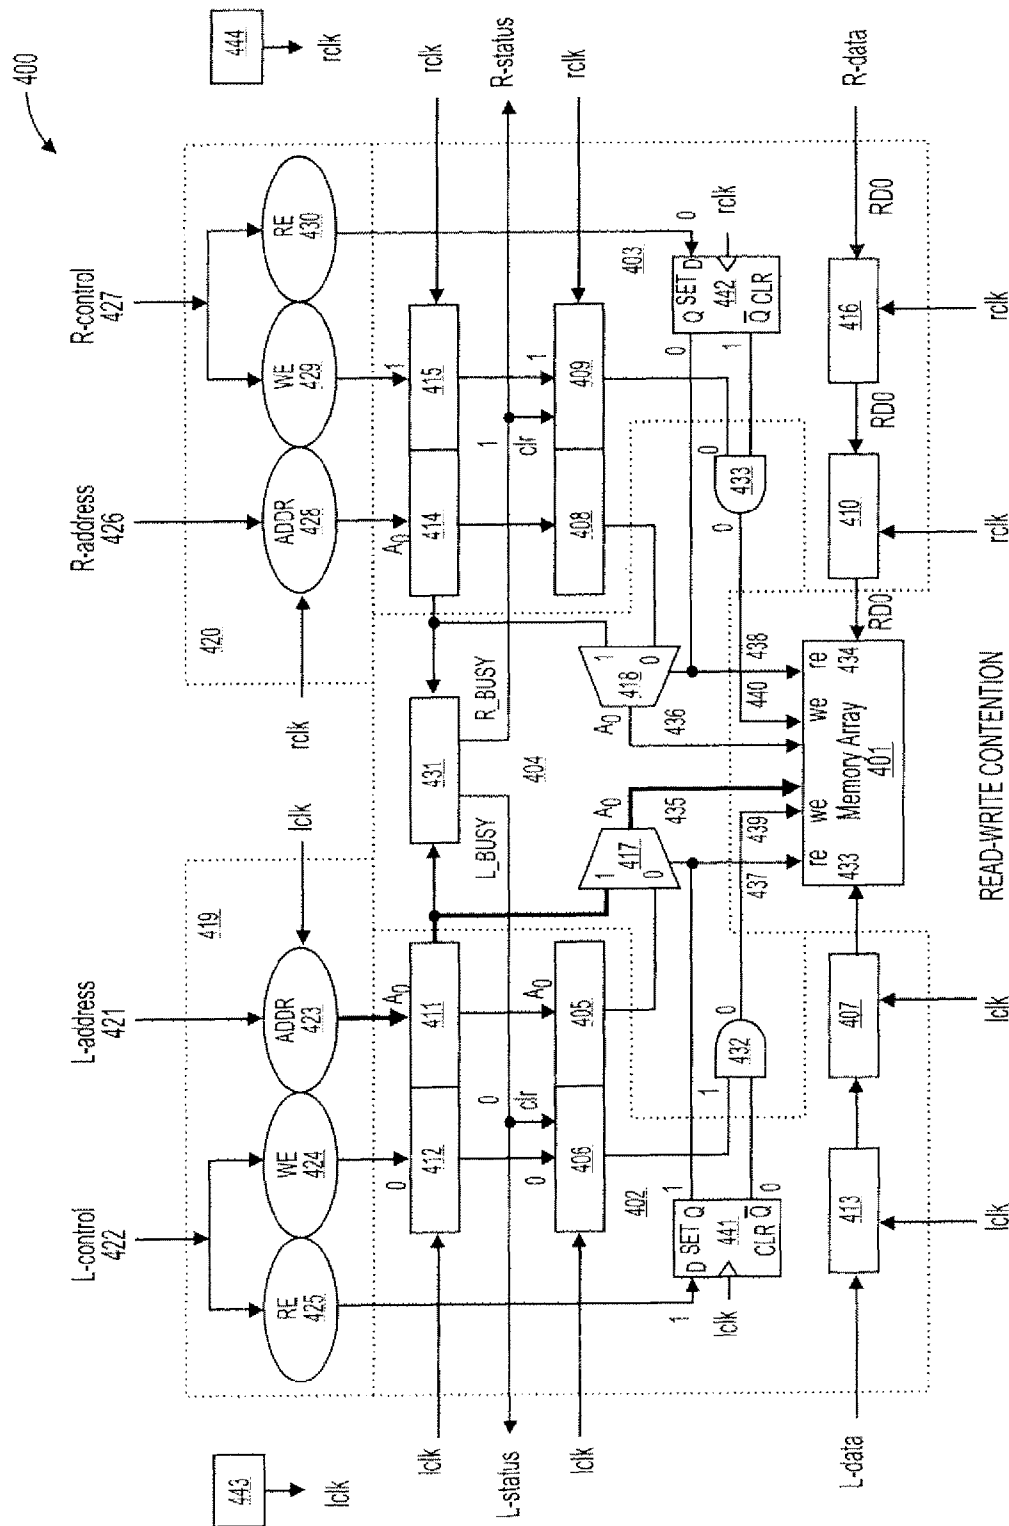 400
443
lclk
444
rclk
L-control
422
L-address
421
R-address
426
R-control
427
419
lclk
rclk
420
RE
425
WE
424
ADDR
423
ADDR
428
WE
429
RE
430
0
A0
A0
1
lclk
412
411
431
414
415
rclk
L_BUSY
R_BUSY
L-status
0
1
R-status
0
clr
A0
404
clr
1
lclk
406
405
408
409
rclk
402
403
1
0
417
1
0
418
1
D
SET
Q
441
CLR
Q
lclk
1
0
0
D
SET
Q
442
CLR
Q
rclk
0
1
1
432
0
0
433
0
A0
435
A0
436
437
439
440
438
re
we
we
re
433
434
Memory Array
401
L-data
413
407
RD0
410
RD0
416
RD0
R-data
lclk
lclk
rclk
rclk
READ-WRITE CONTENTION